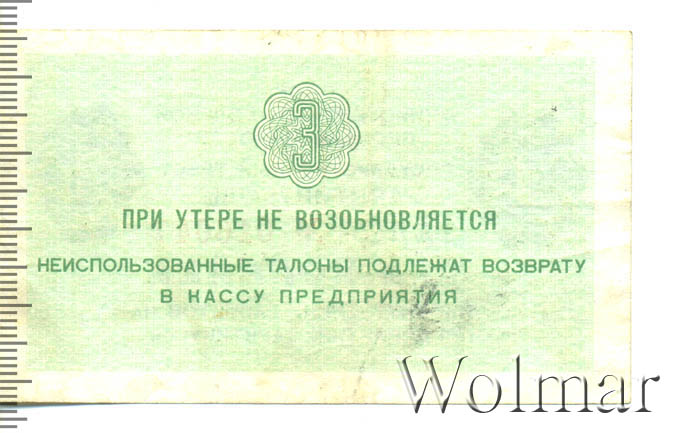 3
ПРИ УТЕРЕ НЕ ВОЗОБНОВЛЯЕТСЯ
НЕИСПОЛЬЗОВАННЫЕ ТАЛОНЫ ПОДЛЕЖАТ ВОЗВРАТУ
В КАССУ ПРЕДПРИЯТИЯ
Wolmar